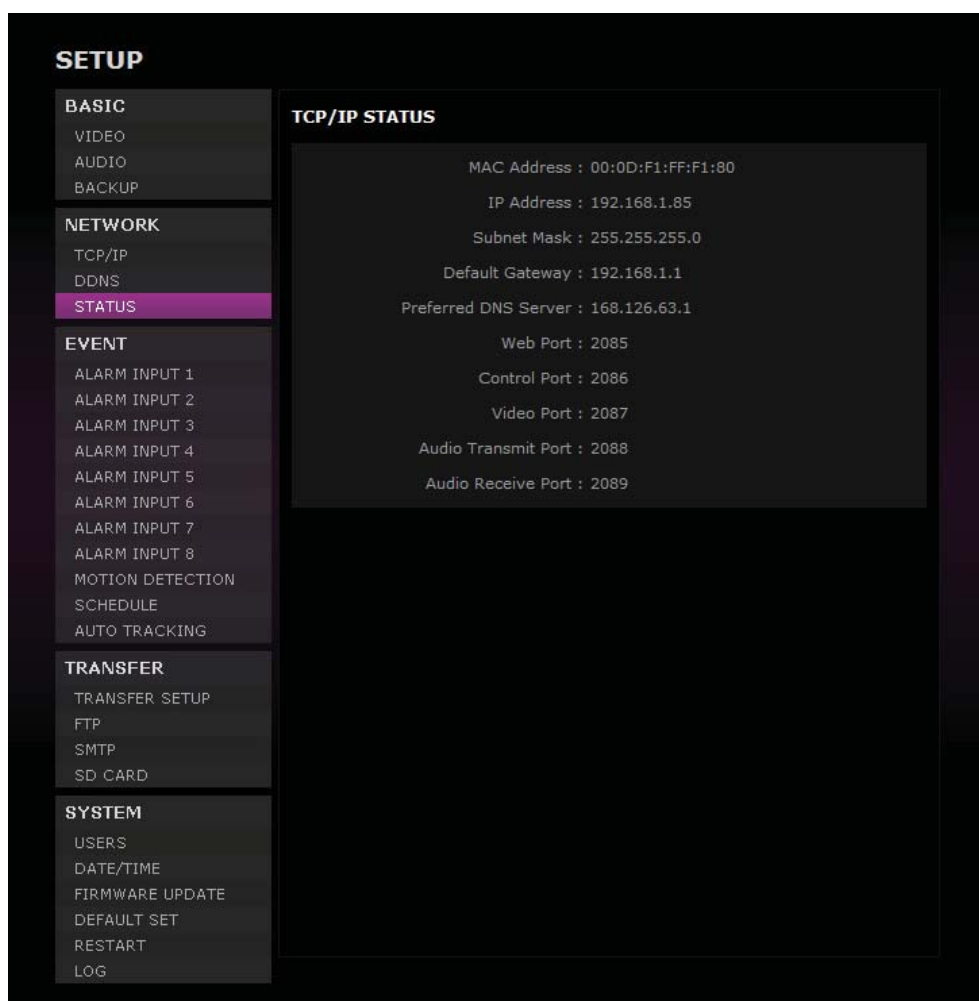 SETUP
BASIC
VIDEO
AUDIO
BACKUP
NETWORK
TCP/IP
DDNS
STATUS
EVENT
ALARM INPUT 1
ALARM INPUT 2
ALARM INPUT 3
ALARM INPUT 4
ALARM INPUT 5
ALARM INPUT 6
ALARM INPUT 7
ALARM INPUT 8
MOTION DETECTION
SCHEDULE
AUTO TRACKING
TRANSFER
TRANSFER SETUP
FTP
SMTP
SD CARD
SYSTEM
USERS
DATE/TIME
FIRMWARE UPDATE
DEFAULT SET
RESTART
LOG
TCP/IP STATUS
MAC Address : 00:0D:F1:FF:F1:80
IP Address : 192.168.1.85
Subnet Mask : 255.255.255.0
Default Gateway : 192.168.1.1
Preferred DNS Server : 168.126.63.1
Web Port : 2085
Control Port : 2086
Video Port : 2087
Audio Transmit Port : 2088
Audio Receive Port : 2089